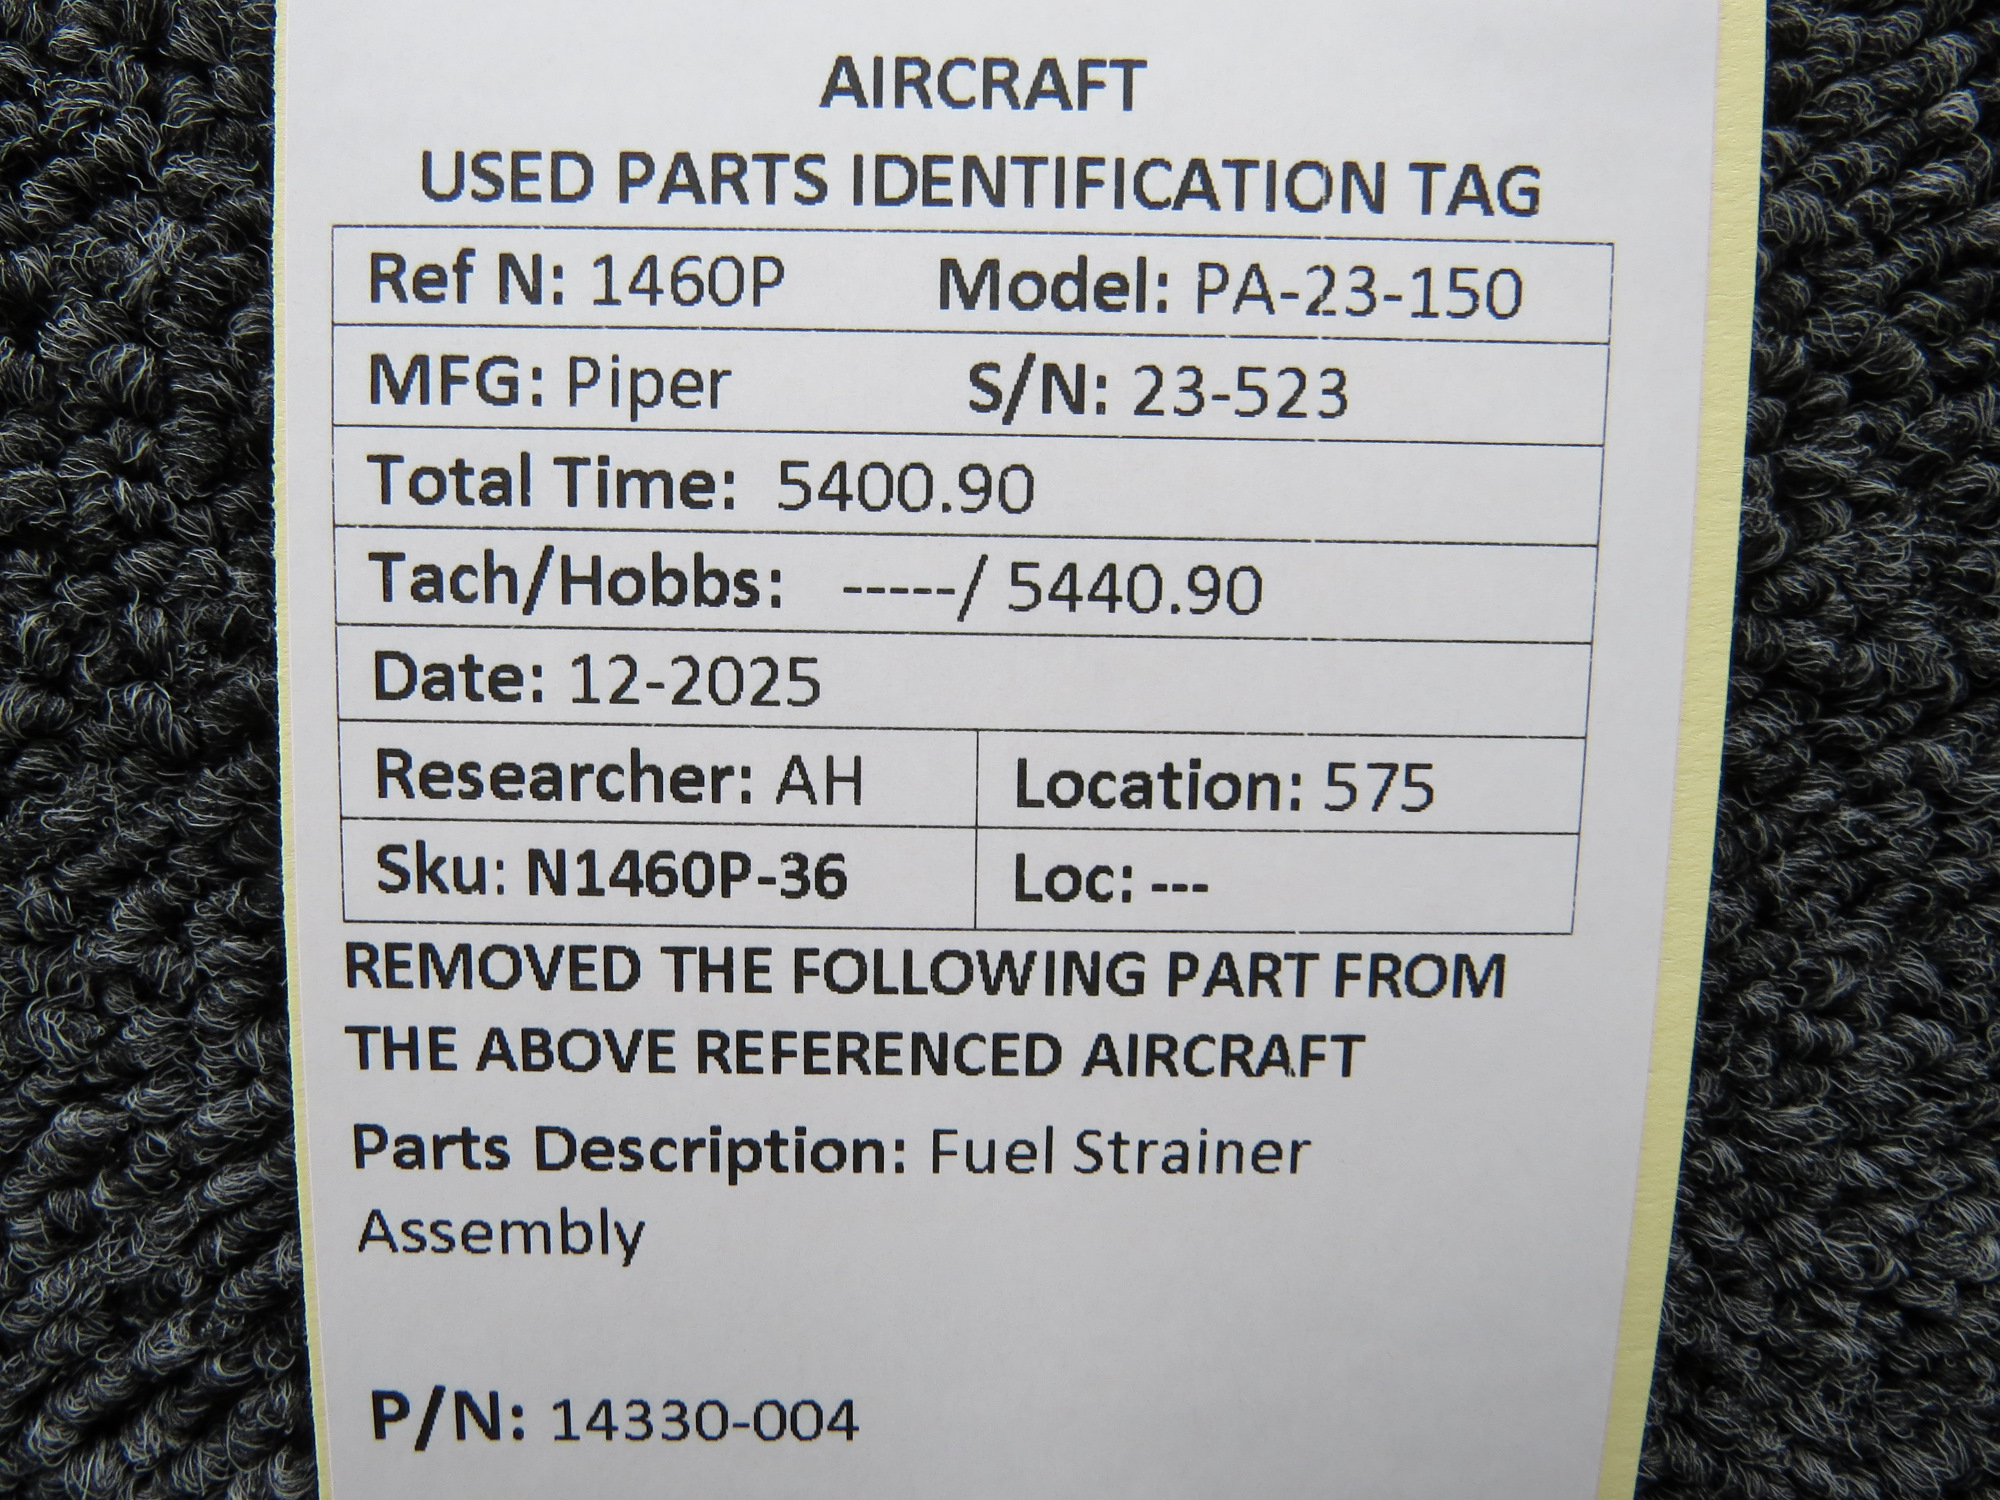 AIRCRAFT
USED PARTS IDENTIFICATION TAG
Ref N: 1460P Model: PA-23-150
MFG: Piper S/N: 23-523
Total Time: 5400.90
Tach/Hobbs: -----/ 5440.90
Date: 12-2025
Researcher: AH Location: 575
Sku: N1460P-36 Loc: ---
REMOVED THE FOLLOWING PART FROM
THE ABOVE REFERENCED AIRCRAFT
Parts Description: Fuel Strainer
Assembly
P/N: 14330-004